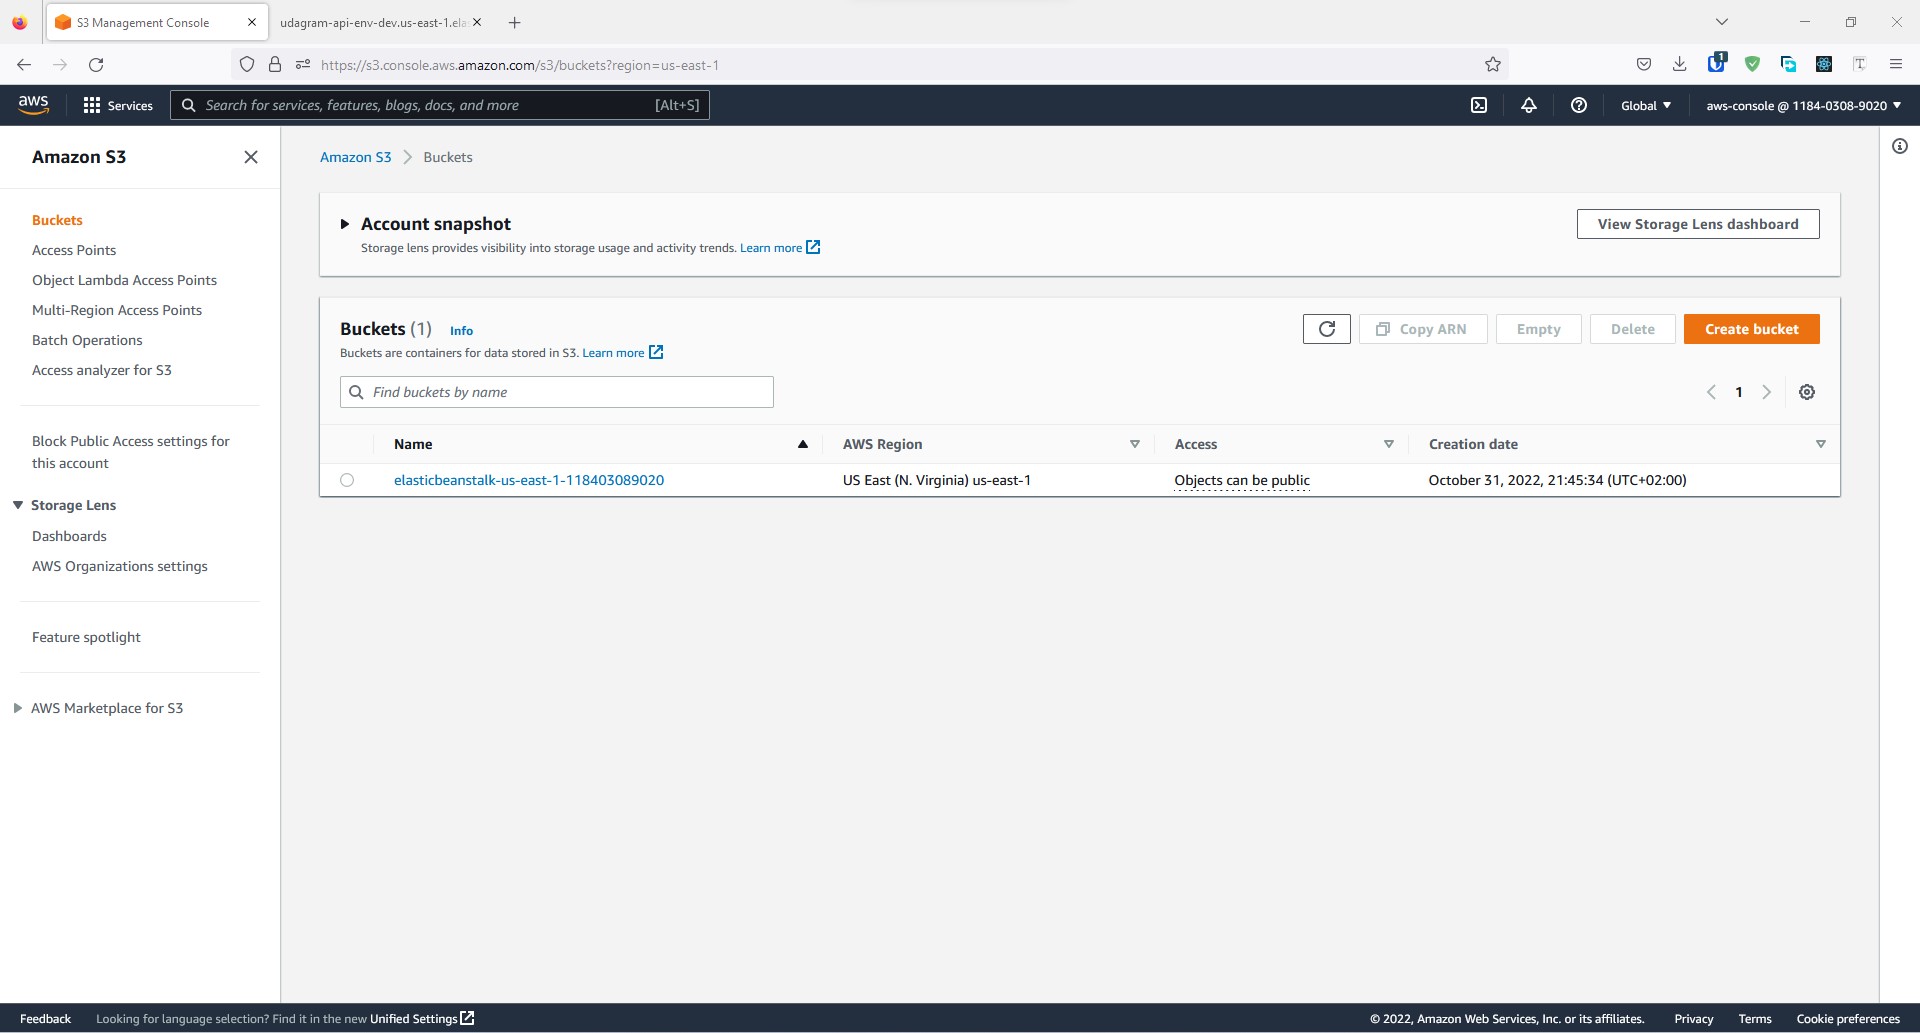 S3 Management Console
udagram-api-env-dev.us-east-1.ela
https://s3.console.aws.amazon.com/s3/buckets?region=us-east-1
1
aws
Services
Search for services, features, blogs, docs, and more
[Alt+S]
Global
aws-console @ 1184-0308-9020
Amazon S3
Buckets
Access Points
Object Lambda Access Points
Multi-Region Access Points
Batch Operations
Access analyzer for S3
Block Public Access settings for
this account
Storage Lens
Dashboards
AWS Organizations settings
Feature spotlight
AWS Marketplace for S3
Amazon S3
Buckets
Account snapshot
Storage lens provides visibility into storage usage and activity trends. Learn more
View Storage Lens dashboard
Buckets (1)
Info
Buckets are containers for data stored in S3. Learn more
Copy ARN
Empty
Delete
Create bucket
Find buckets by name
1
Name
AWS Region
Access
Creation date
elasticbeanstalk-us-east-1-118403089020
US East (N. Virginia) us-east-1
Objects can be public
October 31, 2022, 21:45:34 (UTC+02:00)
Feedback
Looking for language selection? Find it in the new Unified Settings
© 2022, Amazon Web Services, Inc. or its affiliates.
Privacy
Terms
Cookie preferences